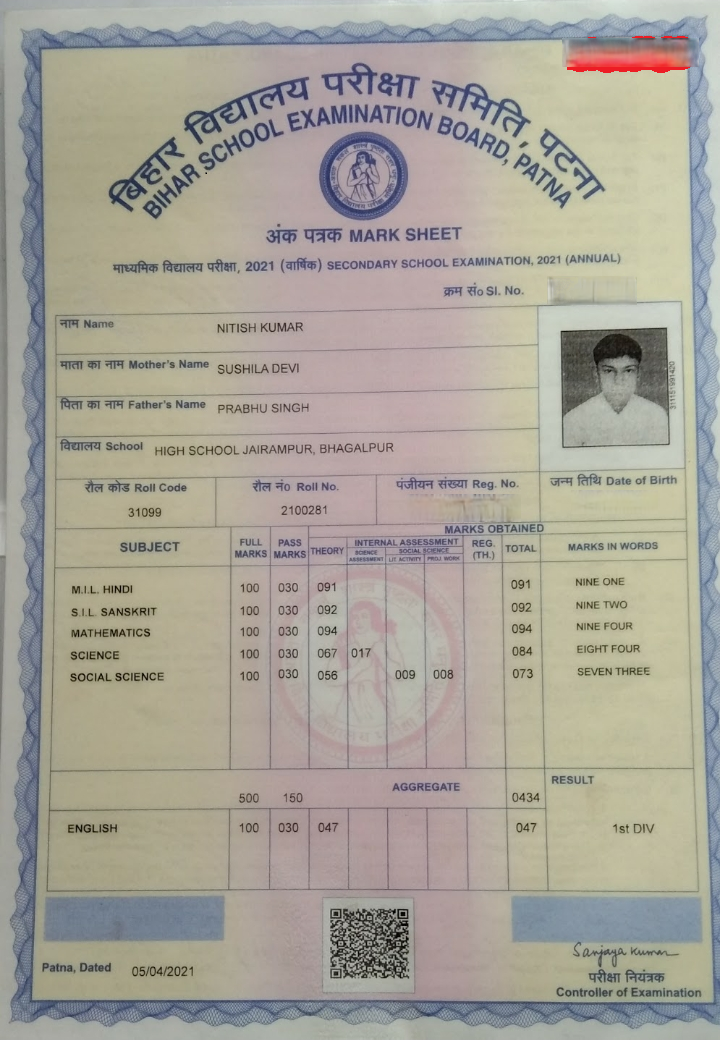 बिहार विद्यालय परीक्षा समिति, पटना
BIHAR SCHOOL EXAMINATION BOARD, PATNA
अंक पत्रक MARK SHEET
माध्यमिक विद्यालय परीक्षा, 2021 (वार्षिक) SECONDARY SCHOOL EXAMINATION, 2021 (ANNUAL)
क्रम सं० Sl. No.
नाम Name NITISH KUMAR
माता का नाम Mother's Name SUSHILA DEVI
पिता का नाम Father's Name PRABHU SINGH
विद्यालय School HIGH SCHOOL JAIRAMPUR, BHAGALPUR
रौल कोड Roll Code रौल नं० Roll No. पंजीयन संख्या Reg. No. जन्म तिथि Date of Birth
31099 2100281
MARKS OBTAINED
SUBJECT FULL MARKS PASS MARKS THEORY INTERNAL ASSESSMENT REG. (TH.) TOTAL MARKS IN WORDS
SCIENCE ASSESSMENT SOCIAL SCIENCE
LIT. ACTIVITY PROJ. WORK
M.I.L. HINDI 100 030 091 091 NINE ONE
S.I.L. SANSKRIT 100 030 092 092 NINE TWO
MATHEMATICS 100 030 094 094 NINE FOUR
SCIENCE 100 030 067 017 084 EIGHT FOUR
SOCIAL SCIENCE 100 030 056 009 008 073 SEVEN THREE
AGGREGATE RESULT
500 150 0434
ENGLISH 100 030 047 047 1st DIV
Sanjaya Kumar
Patna, Dated 05/04/2021
परीक्षा नियंत्रक
Controller of Examination